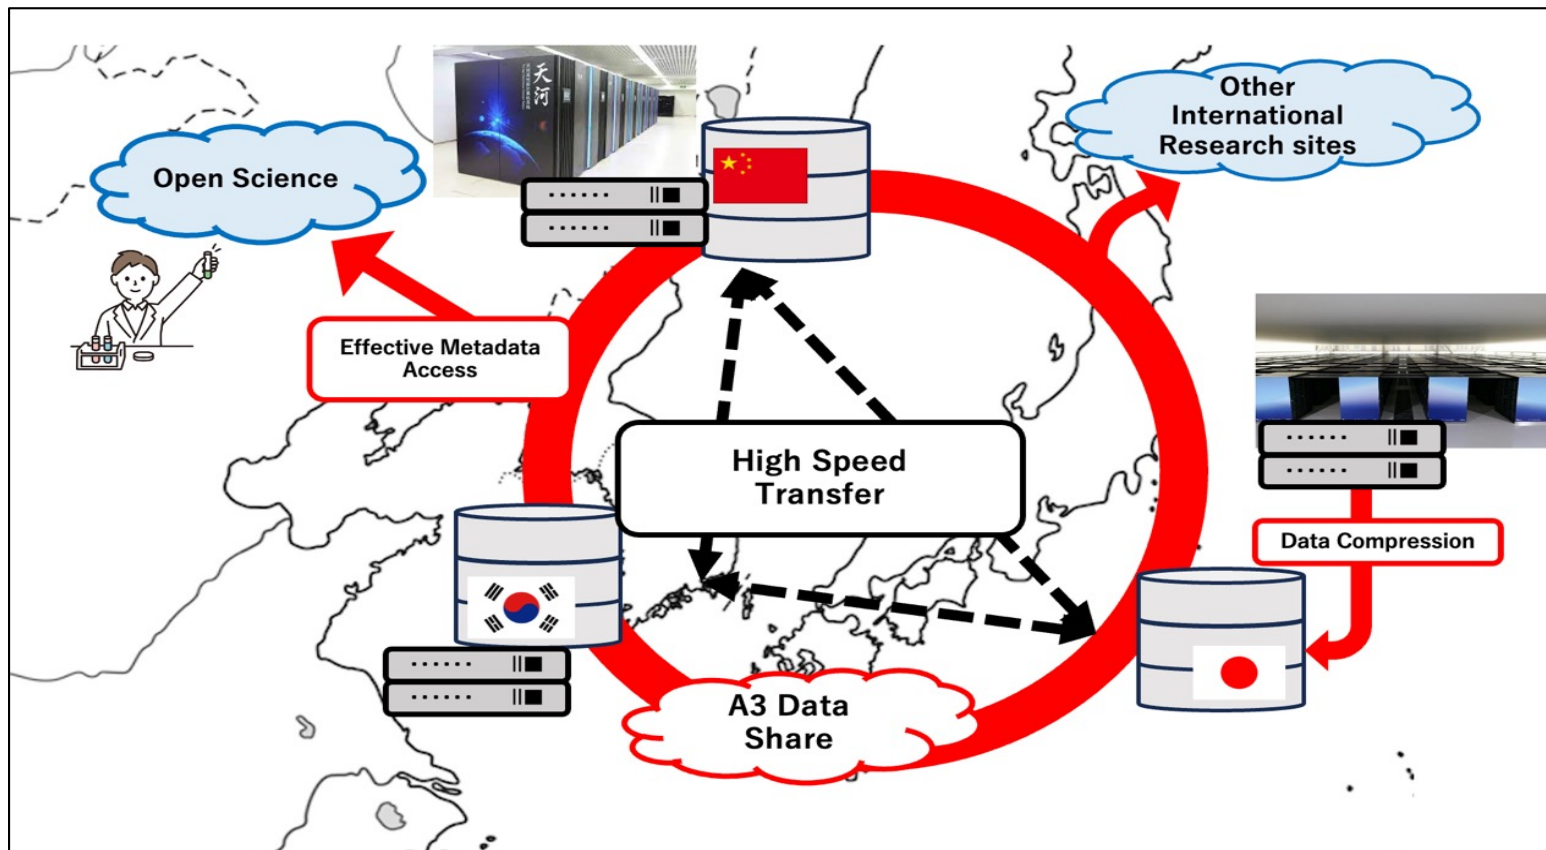 天河
Open Science
Other
International
Research sites
Effective Metadata
Access
High Speed
Transfer
Data Compression
A3 Data
Share